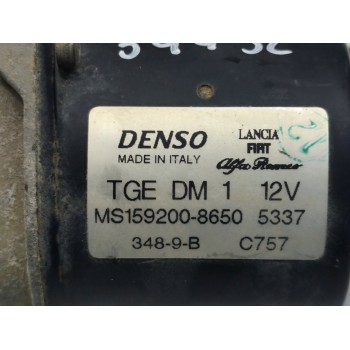 DENSO
MADE IN ITALY
LANCIA
FIAT
Alfa Romeo
TGE DM 1 12V
MS159200-8650 5337
348-9-B C757